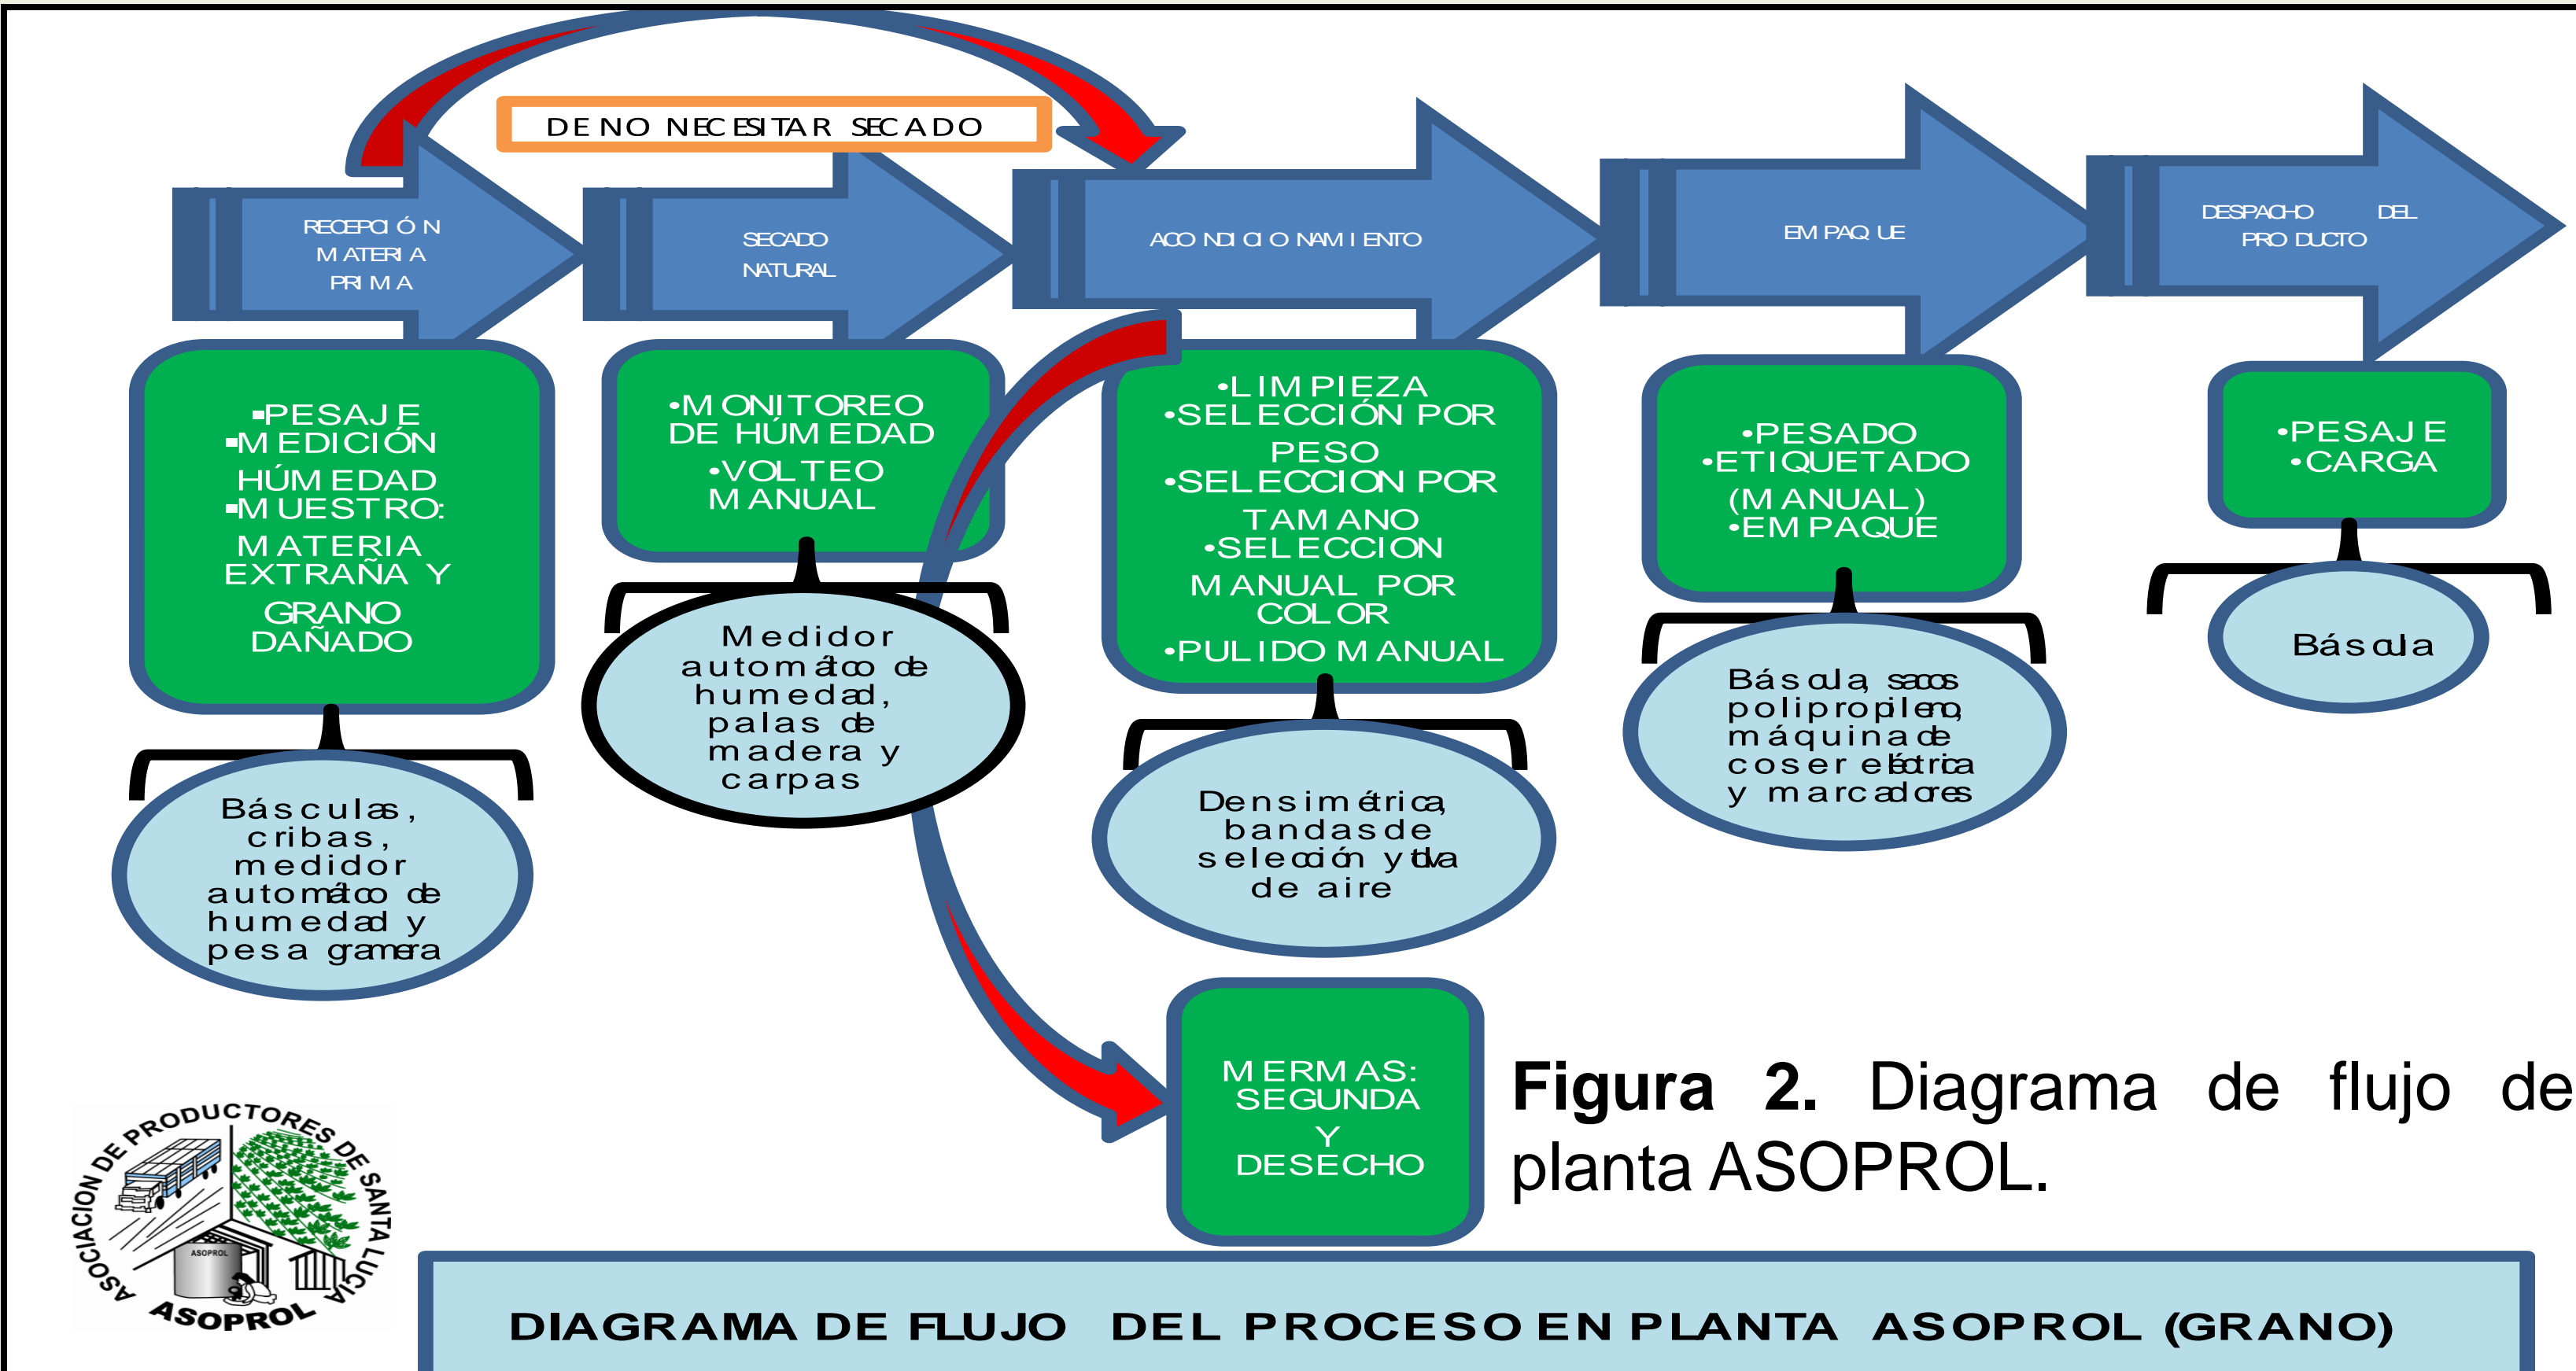 DE NO NECESITAR SECADO
RECEPCIÓN
MATERIA
PRIMA
SECADO
NATURAL
ACONDICIONAMIENTO
EMPAQUE
DESPACHO DEL
PRODUCTO
▪PESAJE
▪MEDICIÓN
HÚMEDAD
▪MUESTRO:
MATERIA
EXTRAÑA Y
GRANO
DAÑADO
•MONITOREO
DE HÚMEDAD
•VOLTEO
MANUAL
•LIMPIEZA
•SELECCIÓN POR
PESO
•SELECCION POR
TAMANO
•SELECCION
MANUAL POR
COLOR
•PULIDO MANUAL
•PESADO
•ETIQUETADO
(MANUAL)
•EMPAQUE
•PESAJE
•CARGA
Básculas,
cribas,
medidor
automático de
humedad y
pesa gramera
Medidor
automático de
humedad,
palas de
madera y
carpas
Densimétrica,
bandas de
selección y tolva
de aire
Báscula, sacos
polipropileno,
máquina de
coser eléctrica
y marcadores
Báscula
MERMAS:
SEGUNDA
Y
DESECHO
Figura 2. Diagrama de flujo de
planta ASOPROL.
ASOCIACION DE PRODUCTORES DE SANTA LUCIA
ASOPROL
ASOPROL
DIAGRAMA DE FLUJO DEL PROCESO EN PLANTA ASOPROL (GRANO)